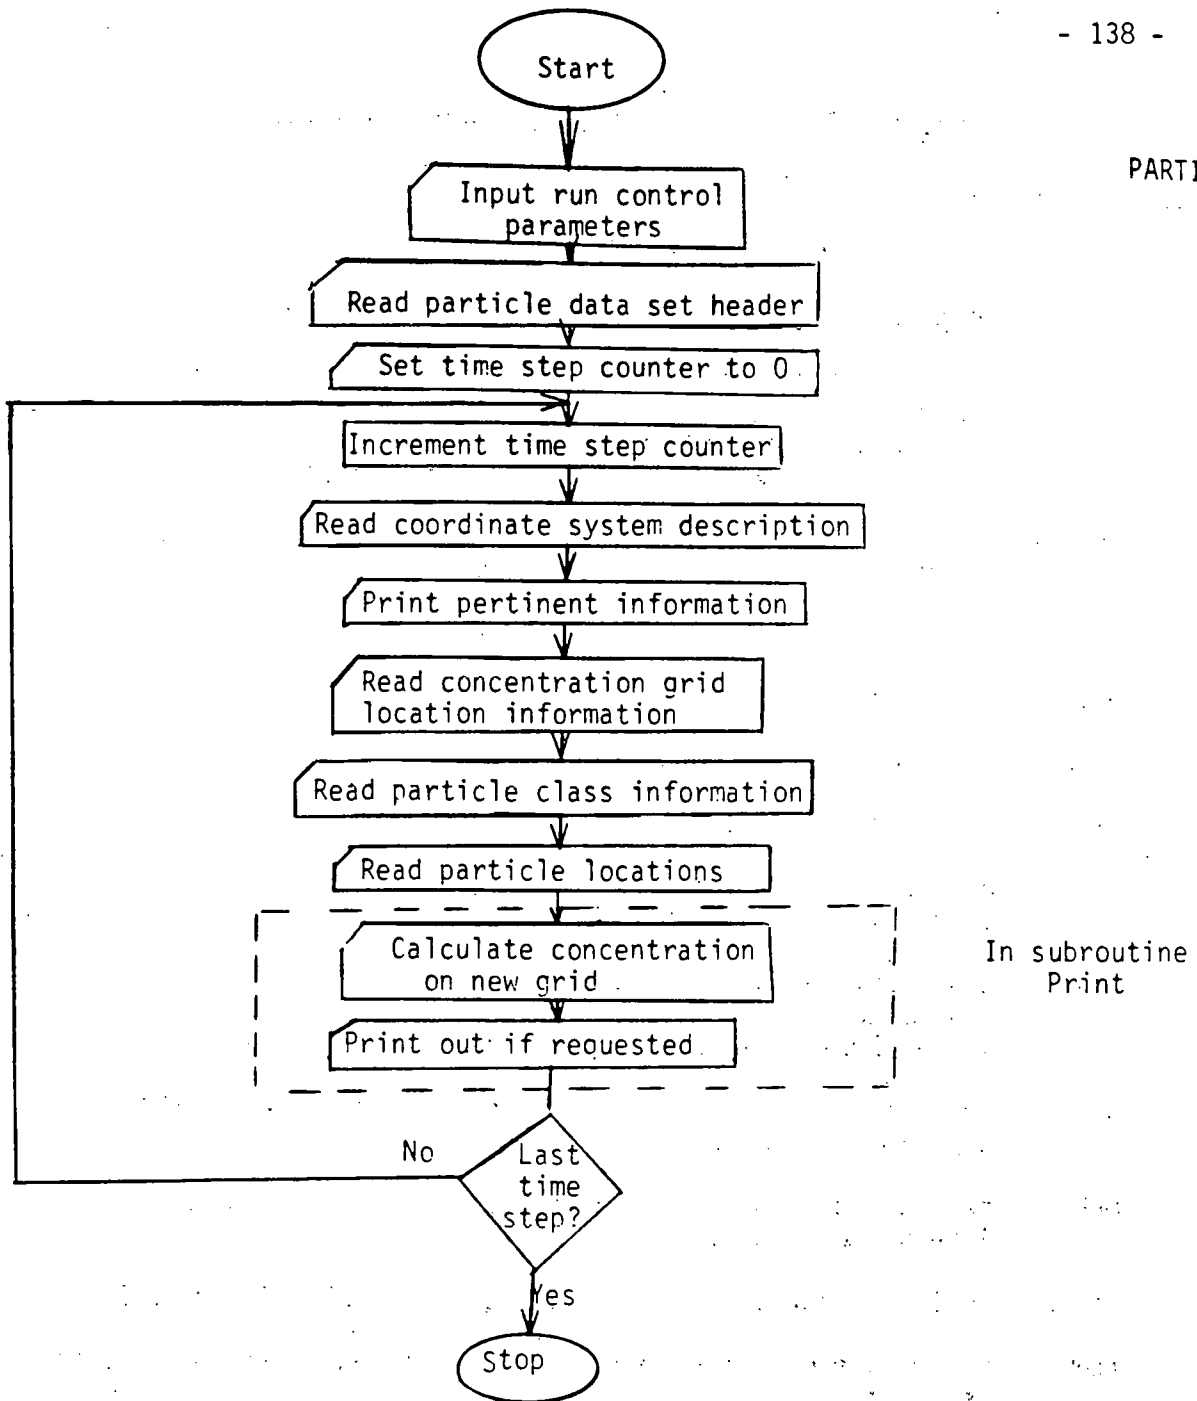 - 138 -
PARTI
Start
Input run control
parameters
Read particle data set header
Set time step counter to 0
Increment time step counter
Read coordinate system description
Print pertinent information
Read concentration grid
location information
Read particle class information
Read particle locations
Calculate concentration
on new grid
In subroutine
Print
Print out if requested
No
Last
time
step?
Yes
Stop